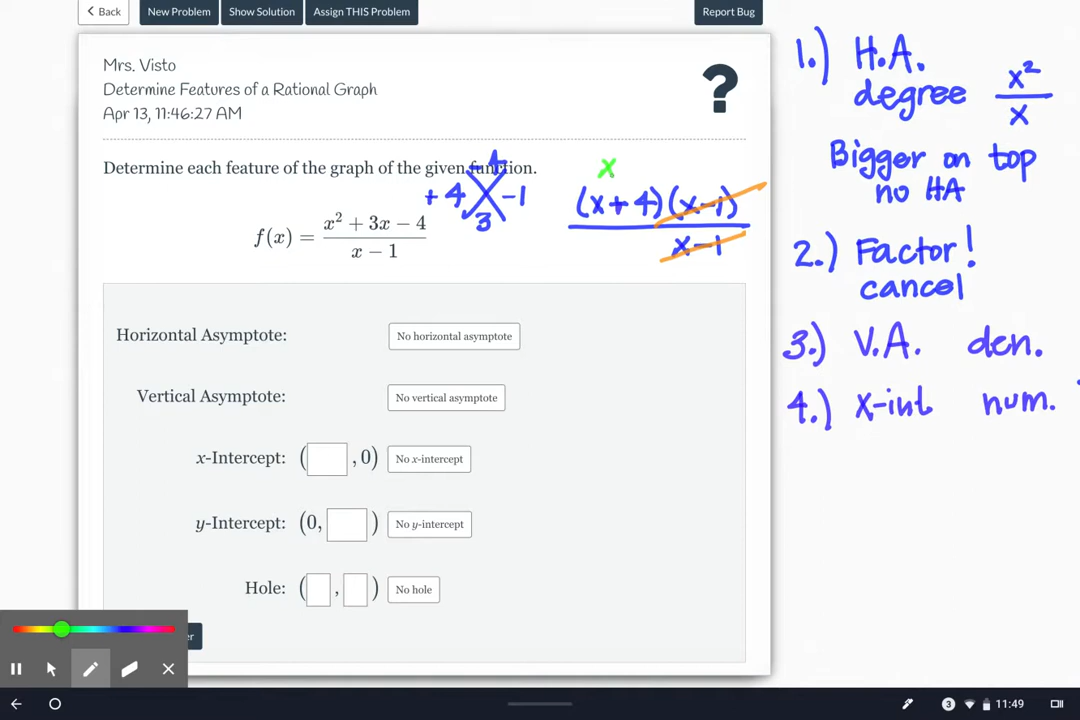 Back New Problem Show Solution Assign THIS Problem Report Bug
Mrs. Visto
Determine Features of a Rational Graph
Apr 13, 11:46:27 AM
?
Determine each feature of the graph of the given function.
f(x) = x² + 3x − 4 / x − 1
-4
+4 -1
3
x
(x+4)(x-1)
x-1
Horizontal Asymptote: No horizontal asymptote
Vertical Asymptote: No vertical asymptote
x-Intercept: ( , 0) No x-intercept
y-Intercept: (0, ) No y-intercept
Hole: ( , ) No hole
er
1.) H.A.
degree x² / x
Bigger on top
no HA
2.) Factor!
cancel
3.) V.A. den.
4.) x-int num.
3 11:49